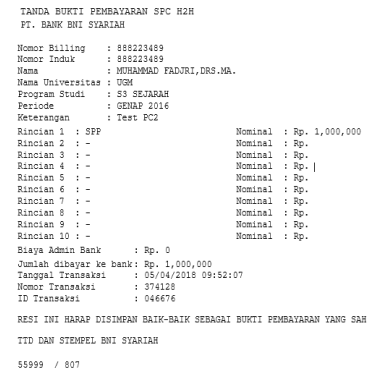 TANDA BUKTI PEMBAYARAN SPC H2H
PT. BANK BNI SYARIAH
Nomor Billing : 888223489
Nomor Induk : 888223489
Nama : MUHAMMAD FADJRI,DRS.MA.
Nama Universitas : UGM
Program Studi : S3 SEJARAH
Periode : GENAP 2016
Keterangan : Test PC2
Rincian 1 : SPP Nominal : Rp. 1,000,000
Rincian 2 : - Nominal : Rp.
Rincian 3 : - Nominal : Rp.
Rincian 4 : - Nominal : Rp.
Rincian 5 : - Nominal : Rp.
Rincian 6 : - Nominal : Rp.
Rincian 7 : - Nominal : Rp.
Rincian 8 : - Nominal : Rp.
Rincian 9 : - Nominal : Rp.
Rincian 10 : - Nominal : Rp.
Biaya Admin Bank : Rp. 0
Jumlah dibayar ke bank: Rp. 1,000,000
Tanggal Transaksi : 05/04/2018 09:52:07
Nomor Transaksi : 374128
ID Transaksi : 046676
RESI INI HARAP DISIMPAN BAIK-BAIK SEBAGAI BUKTI PEMBAYARAN YANG SAH
TTD DAN STEMPEL BNI SYARIAH
55999 / 807